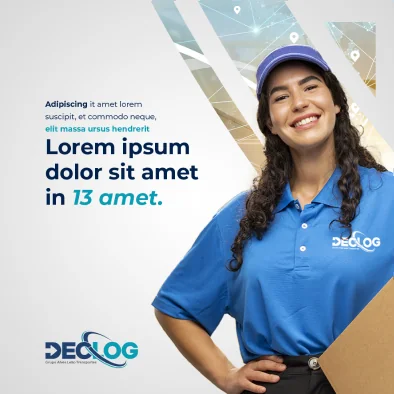 Adipiscing it amet lorem
suscipit, et commodo neque,
elit massa ursus hendrerit
Lorem ipsum
dolor sit amet
in 13 amet.
DECLOG
DECLOG